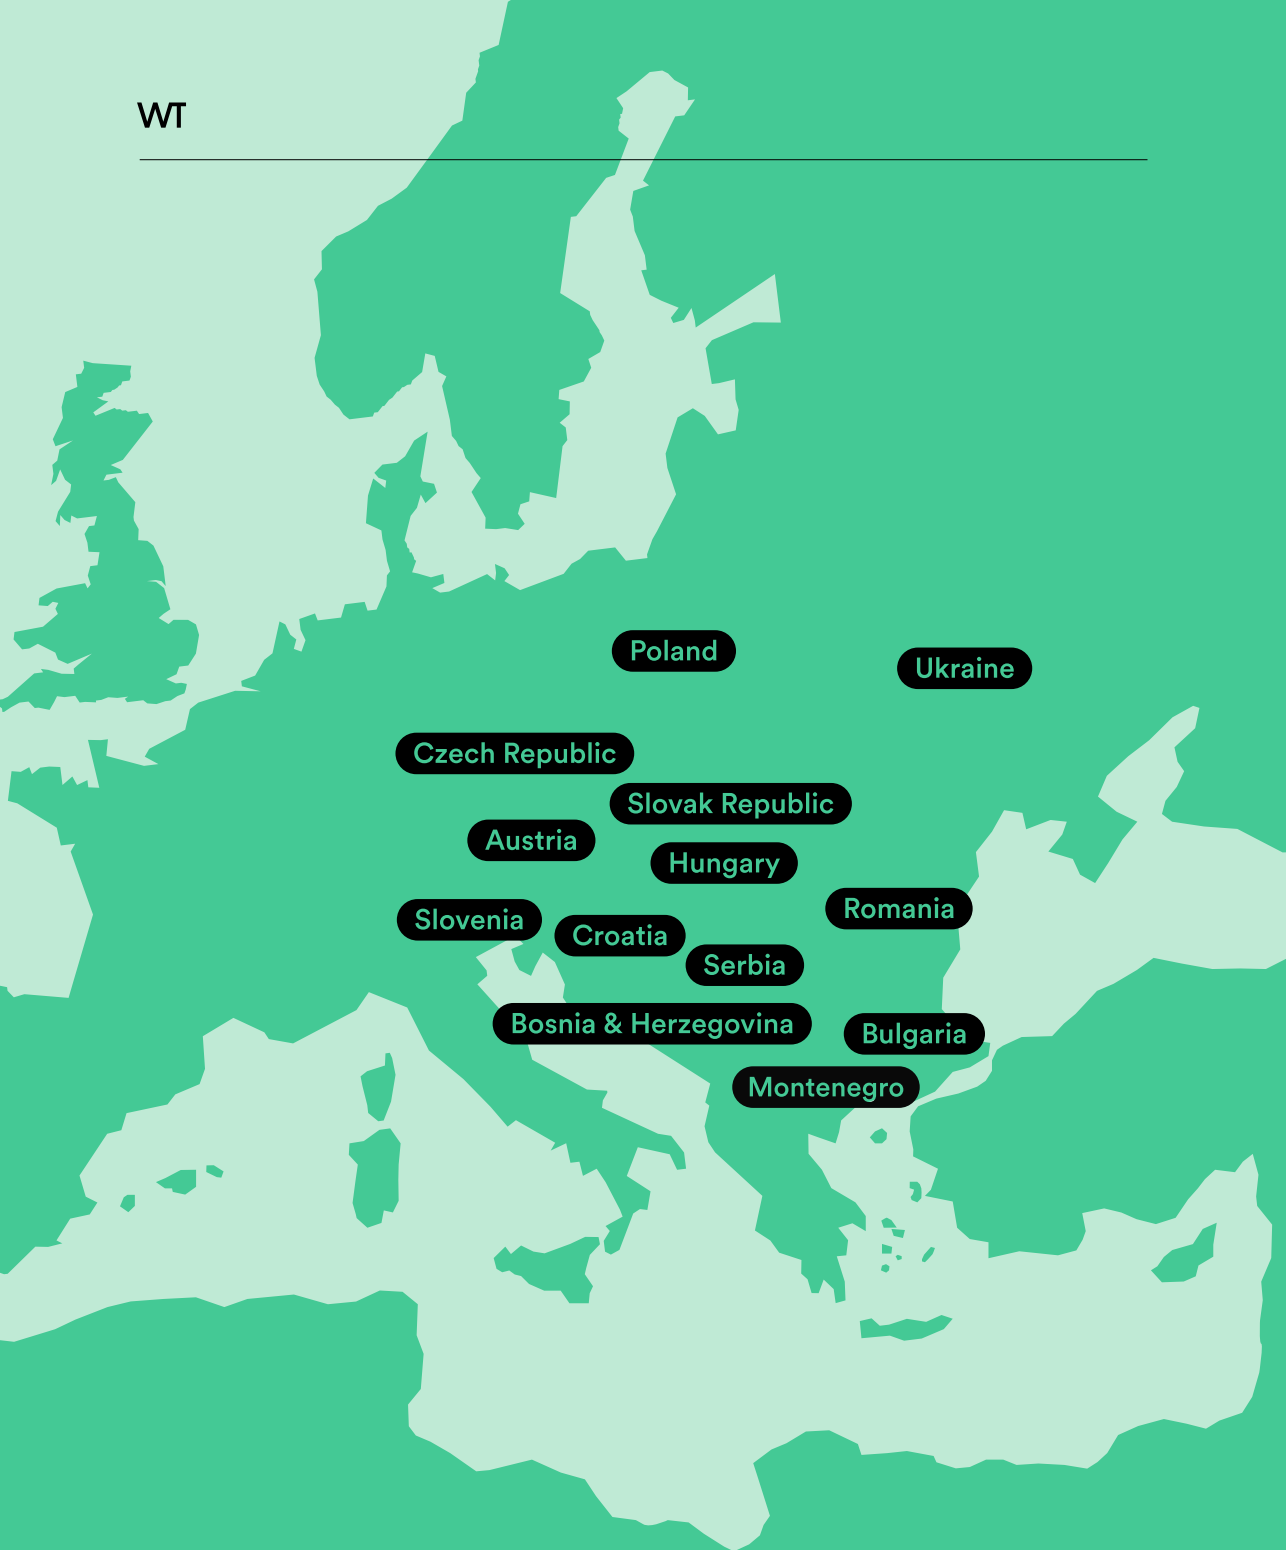 WT
Poland
Ukraine
Czech Republic
Slovak Republic
Austria
Hungary
Romania
Slovenia
Croatia
Serbia
Bosnia & Herzegovina
Bulgaria
Montenegro